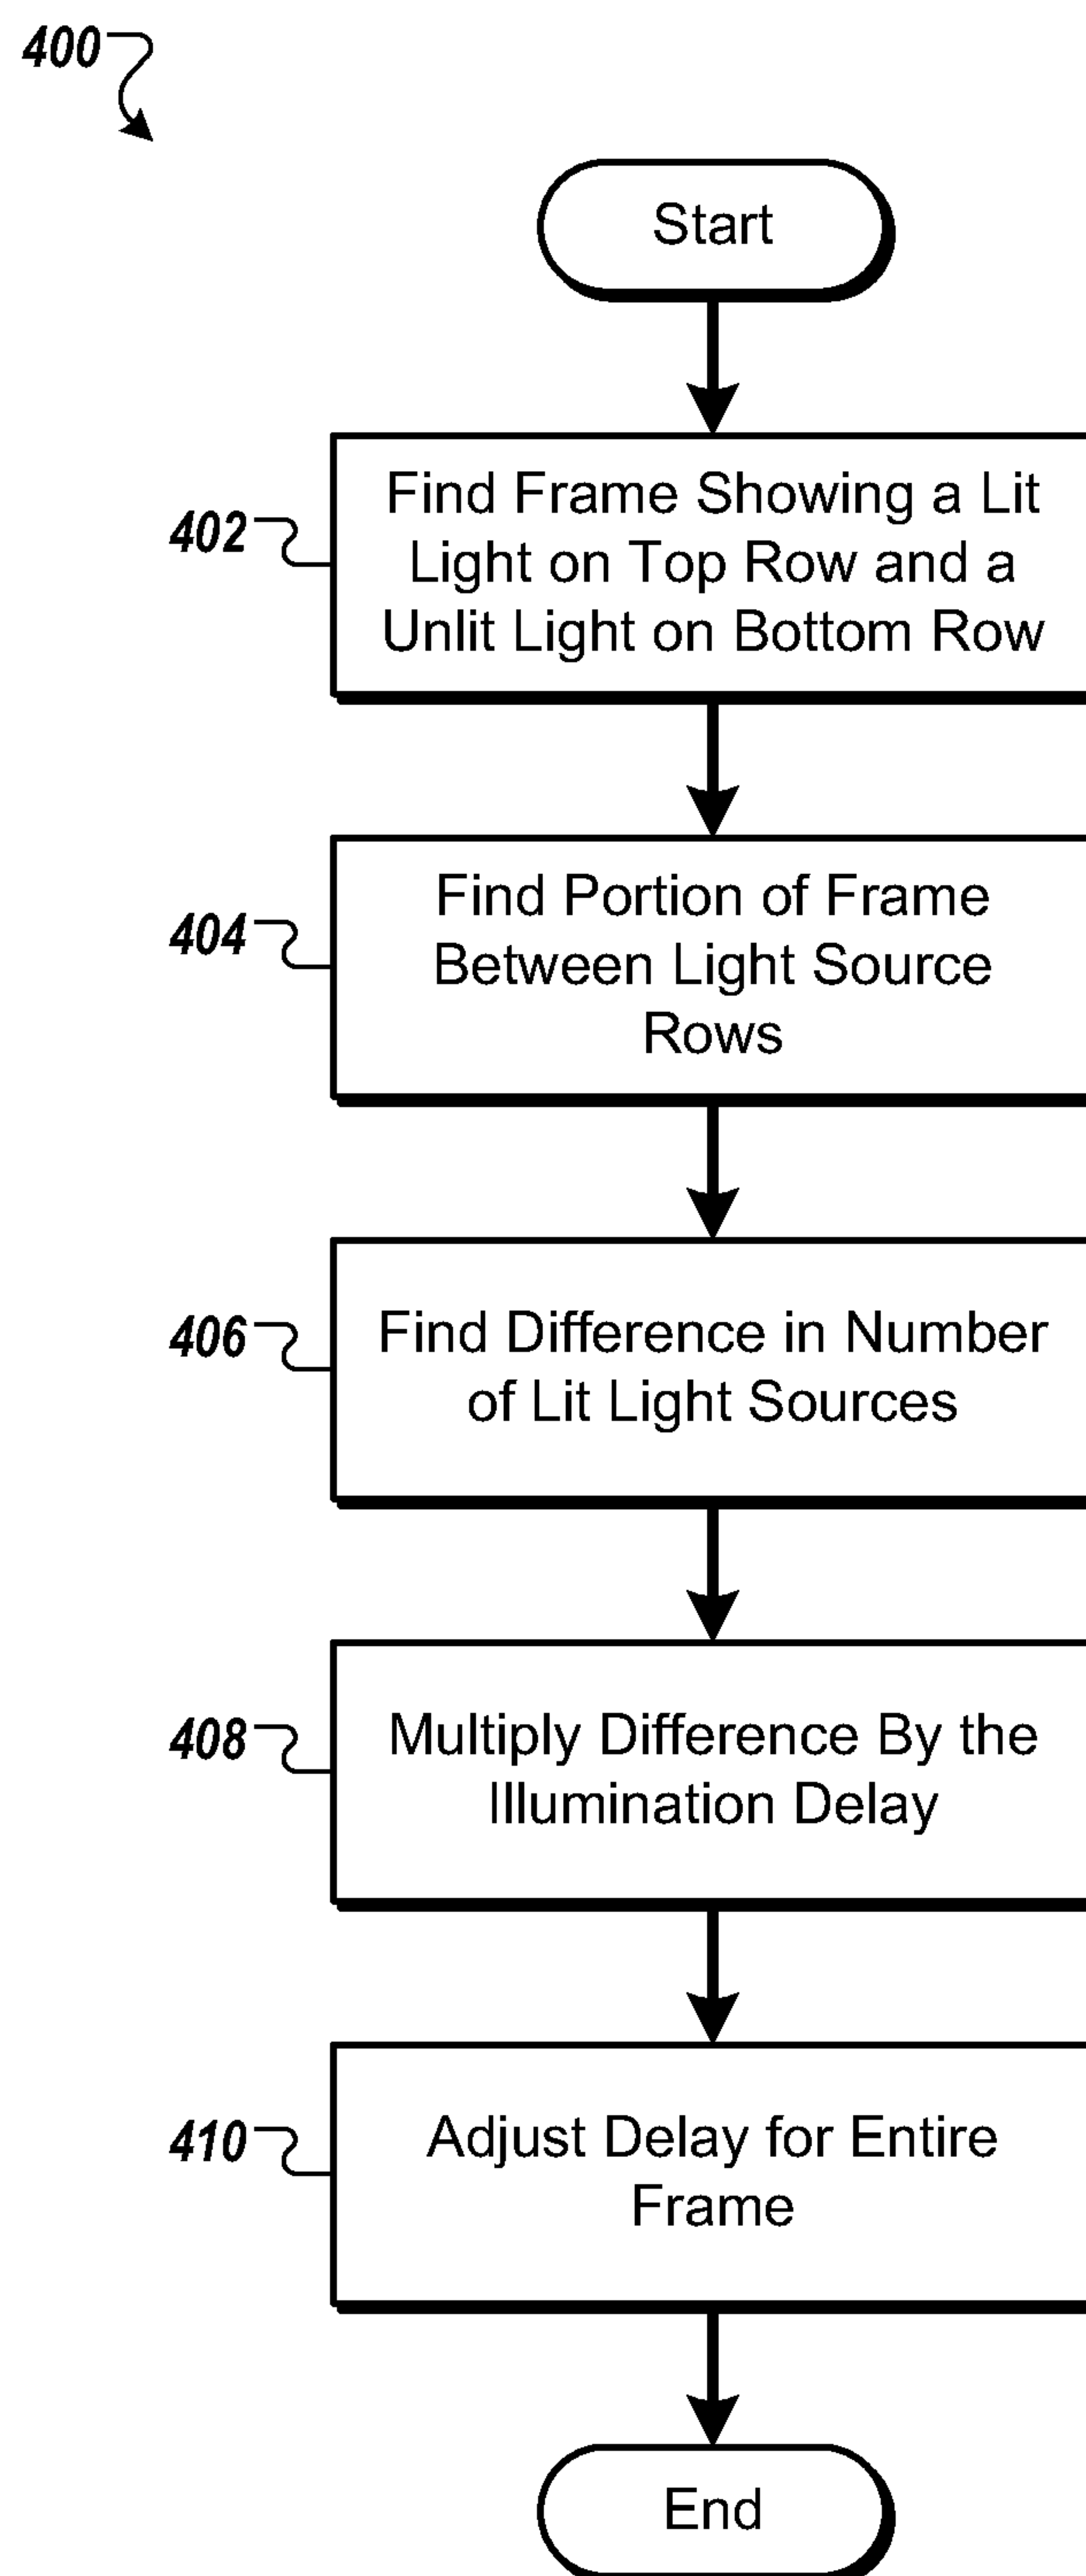 400
Start
402
Find Frame Showing a Lit
Light on Top Row and a
Unlit Light on Bottom Row
404
Find Portion of Frame
Between Light Source
Rows
406
Find Difference in Number
of Lit Light Sources
408
Multiply Difference By the
Illumination Delay
410
Adjust Delay for Entire
Frame
End